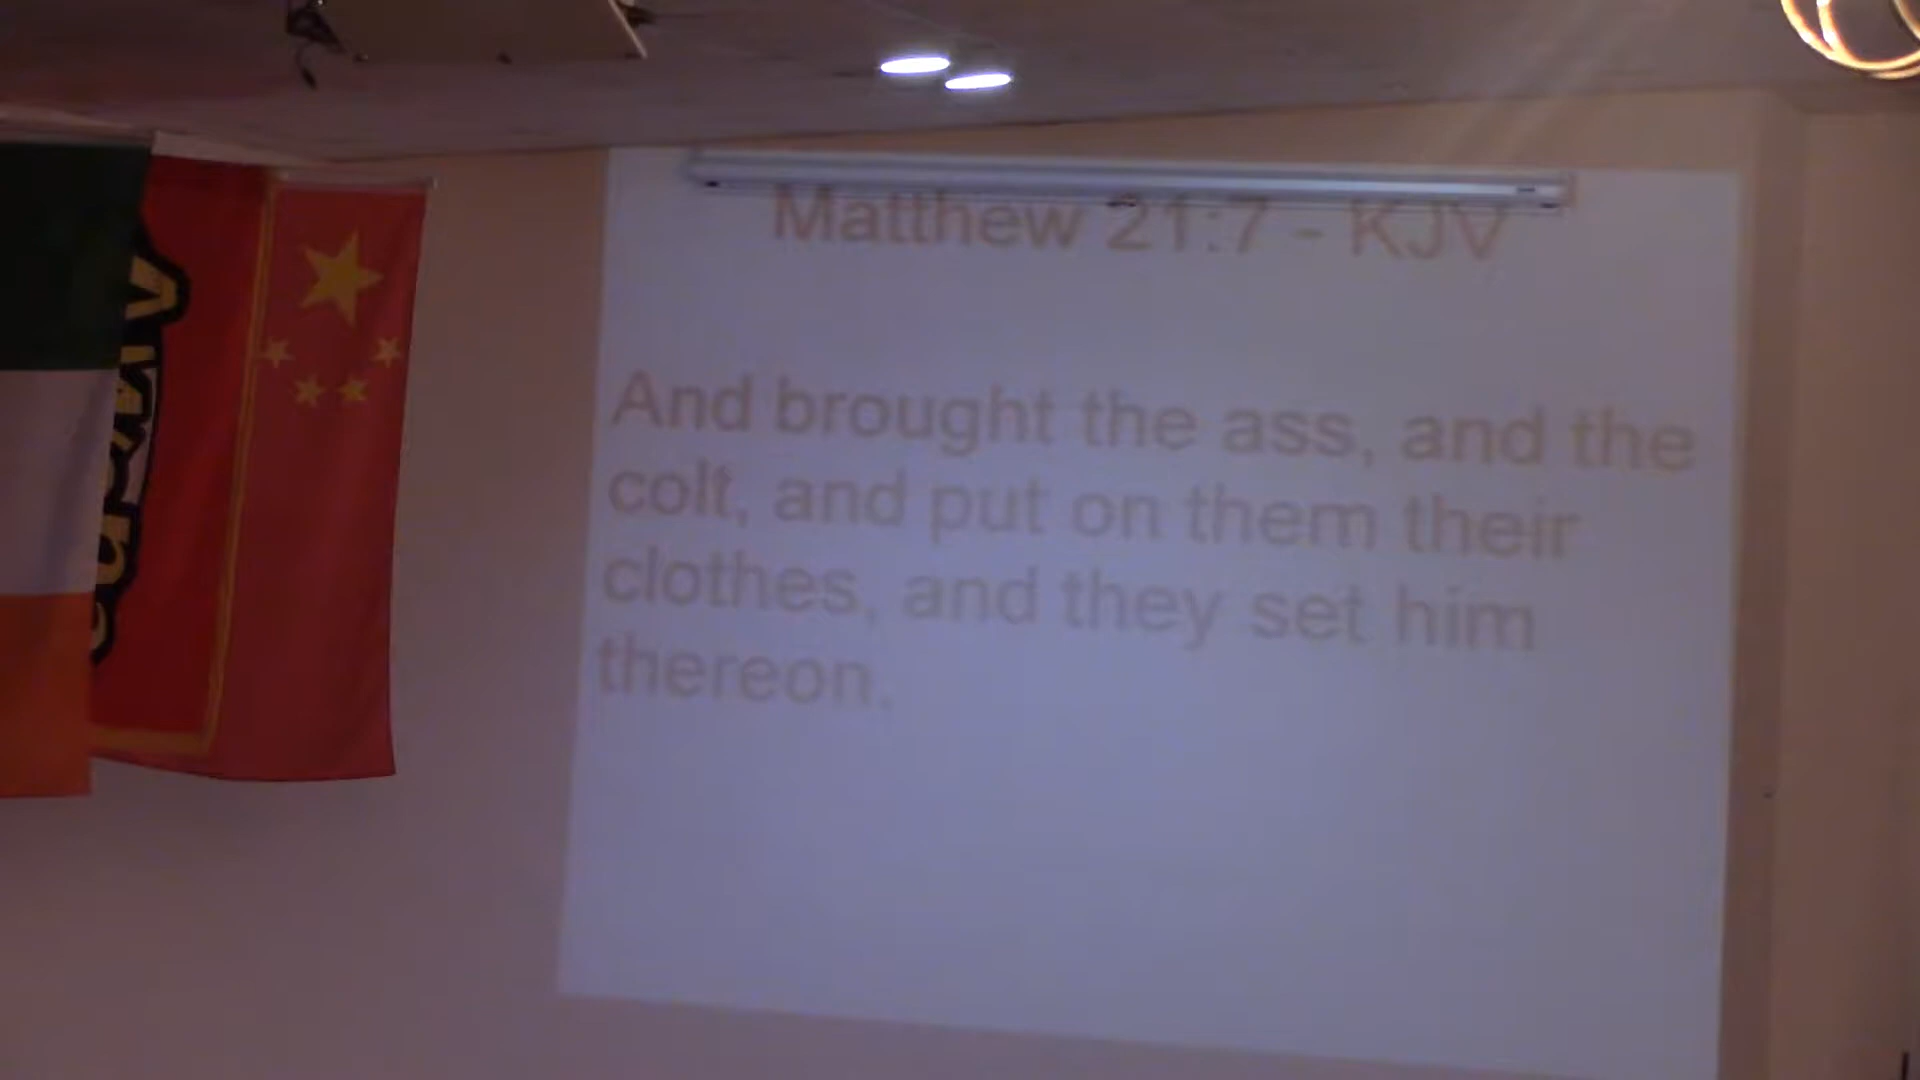 Matthew 21:7 - KJV
And brought the ass, and the
colt, and put on them their
clothes, and they set him
thereon.